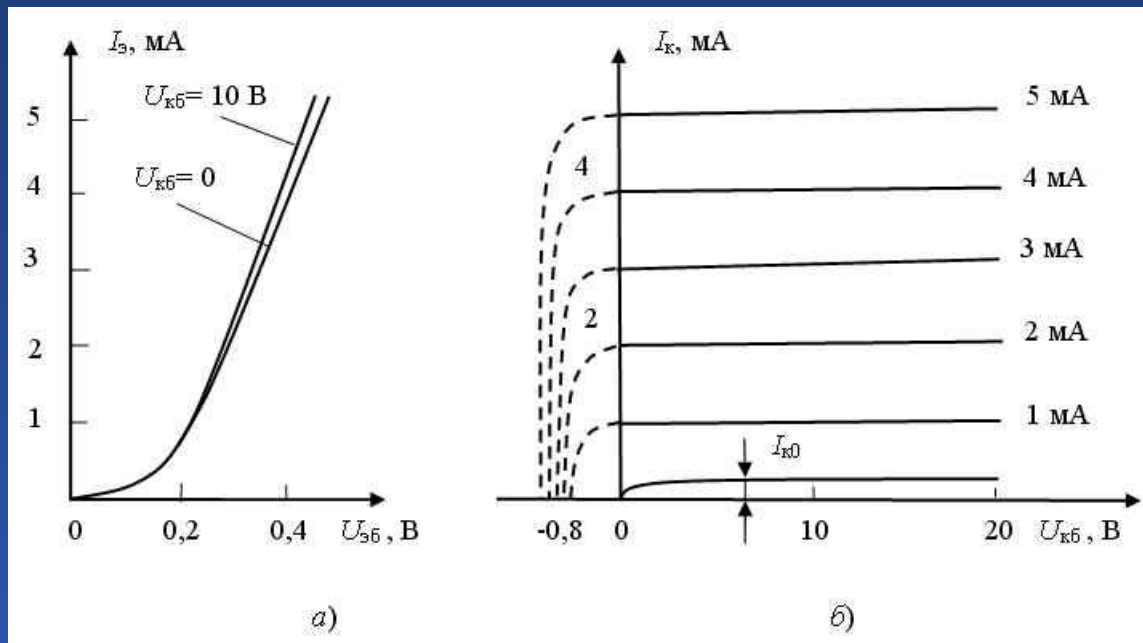 Iэ, мА
Uкб= 10 В
Uкб= 0
5
4
3
2
1
0
0,2
0,4
Uэб , В
а)
Iк, мА
5 мА
4
4 мА
3 мА
2
2 мА
1 мА
Iк0
-0,8
0
10
20
Uкб , В
б)